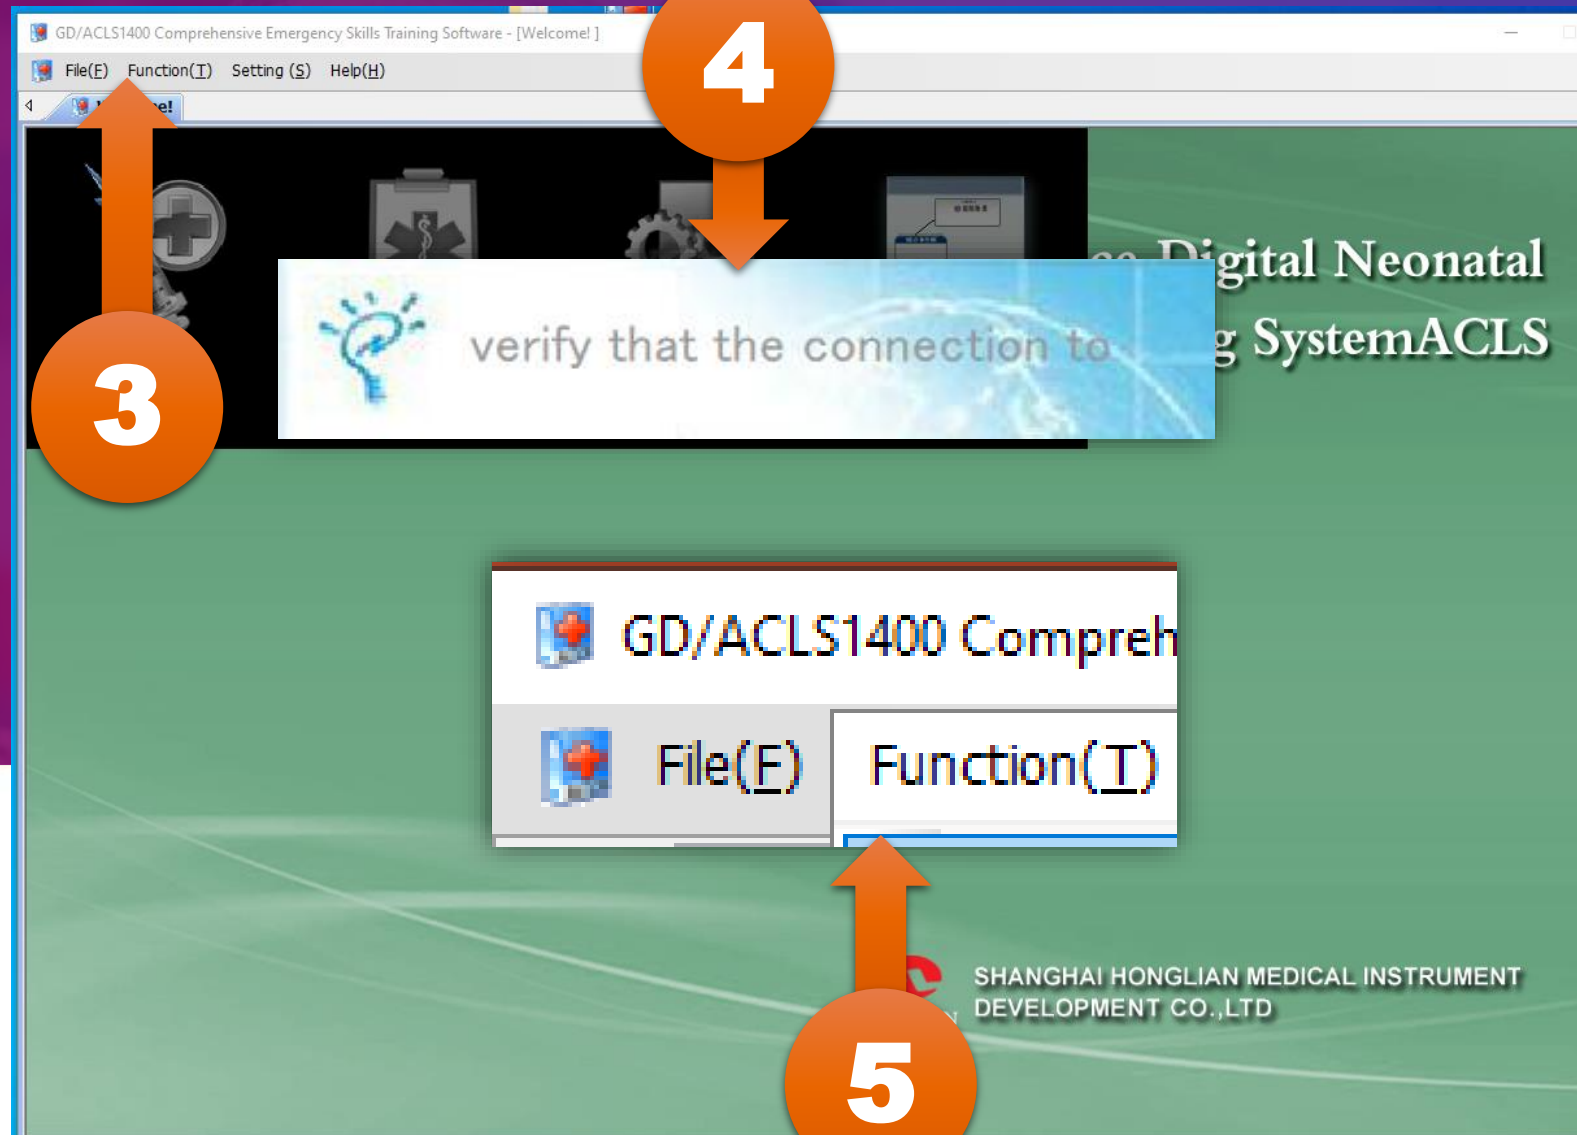 GD/ACLS1400 Comprehensive Emergency Skills Training Software - [Welcome! ]
File(F) Function(T) Setting (S) Help(H)
4
Digital Neonatal
SystemACLS
verify that the connection to
3
GD/ACLS1400 Compreh
File(F) Function(T)
SHANGHAI HONGLIAN MEDICAL INSTRUMENT
DEVELOPMENT CO.,LTD
5